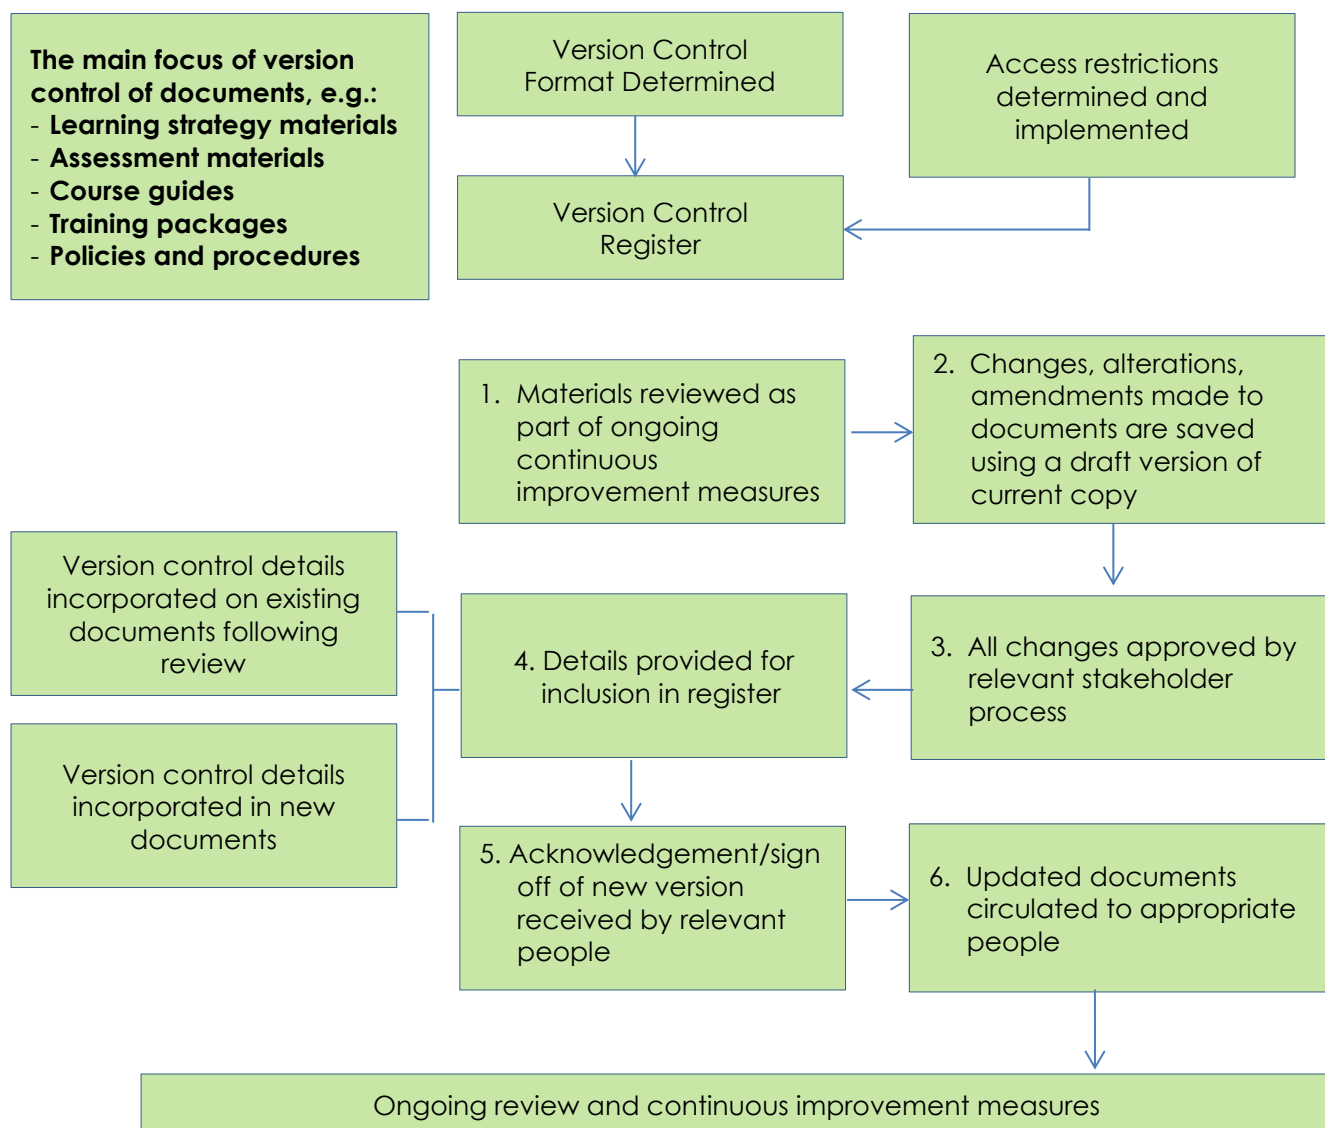 The main focus of version
control of documents, e.g.:
- Learning strategy materials
- Assessment materials
- Course guides
- Training packages
- Policies and procedures
Version Control
Format Determined
Access restrictions
determined and
implemented
Version Control
Register
1. Materials reviewed as
part of ongoing
continuous
improvement measures
2. Changes, alterations,
amendments made to
documents are saved
using a draft version of
current copy
Version control details
incorporated on existing
documents following
review
4. Details provided for
inclusion in register
3. All changes approved by
relevant stakeholder
process
Version control details
incorporated in new
documents
5. Acknowledgement/sign
off of new version
received by relevant
people
6. Updated documents
circulated to appropriate
people
Ongoing review and continuous improvement measures